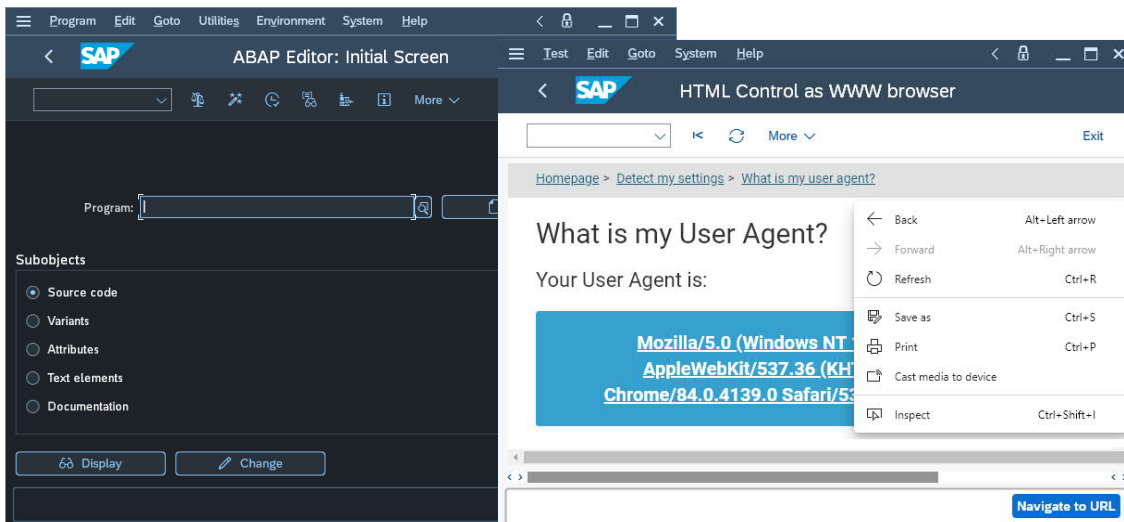 Program Edit Goto Utilities Environment System Help
SAP ABAP Editor: Initial Screen
More
Program:
Subobjects
Source code
Variants
Attributes
Text elements
Documentation
Display Change
Test Edit Goto System Help
SAP HTML Control as WWW browser
More Exit
Homepage > Detect my settings > What is my user agent?
What is my User Agent?
Your User Agent is:
Mozilla/5.0 (Windows NT
AppleWebKit/537.36 (KH
Chrome/84.0.4139.0 Safari/53
Back Alt+Left arrow
Forward Alt+Right arrow
Refresh Ctrl+R
Save as Ctrl+S
Print Ctrl+P
Cast media to device
Inspect Ctrl+Shift+I
Navigate to URL